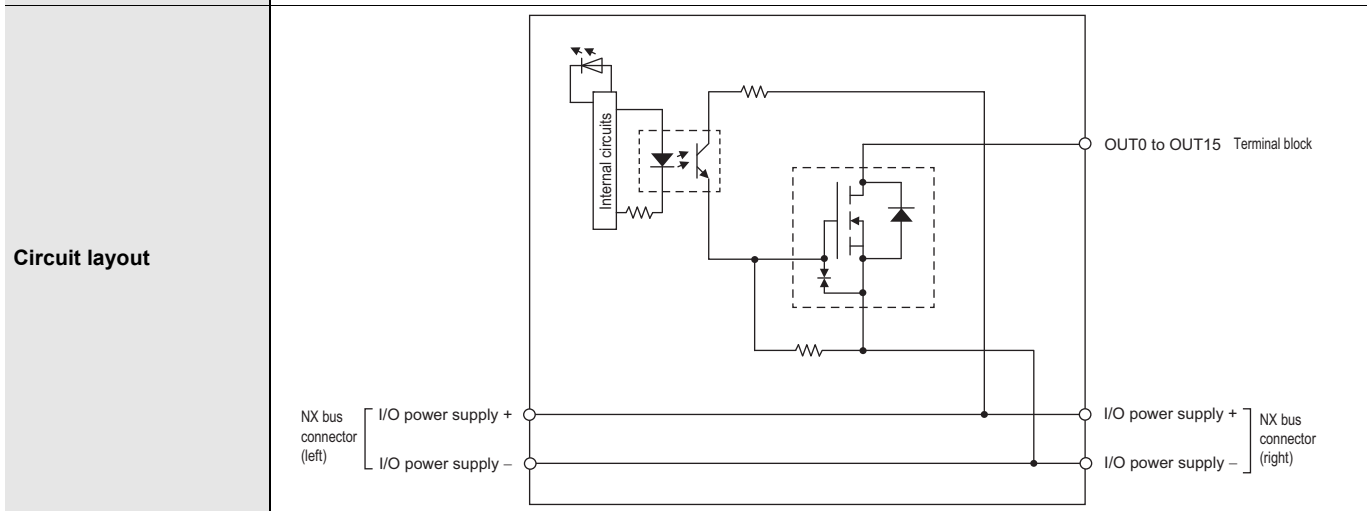 Internal circuits
OUT0 to OUT15 Terminal block
Circuit layout
NX bus
connector
(left)
I/O power supply +
I/O power supply −
I/O power supply +
I/O power supply −
NX bus
connector
(right)